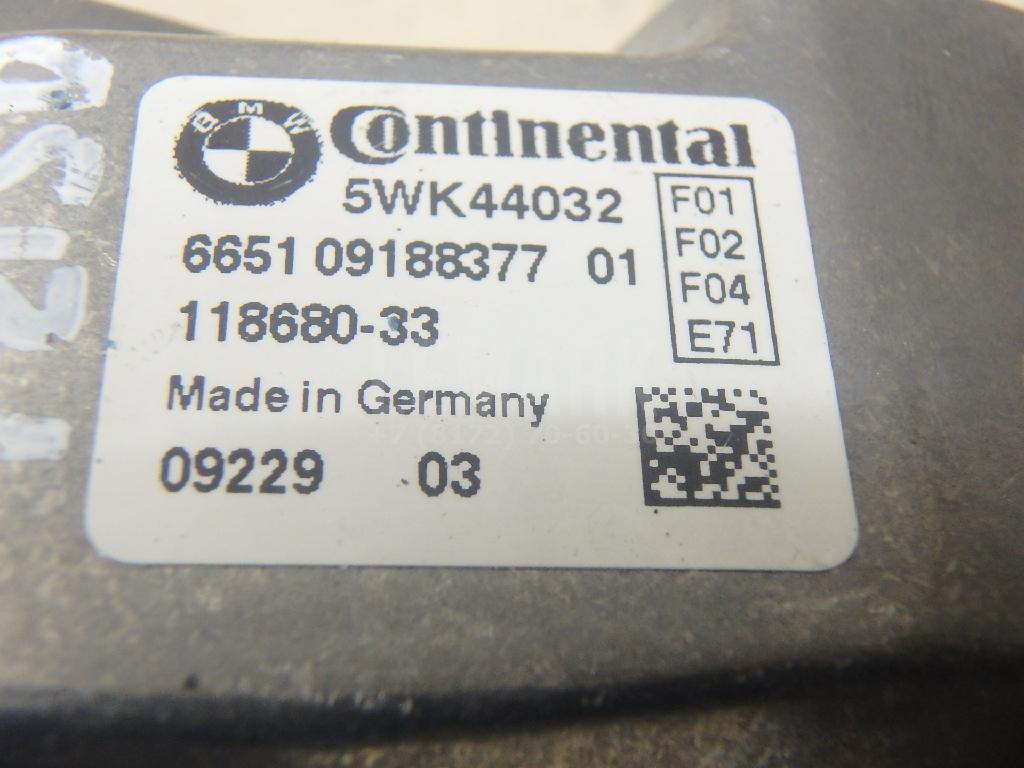 BMW
Continental
5WK44032
6651 09188377 01
118680-33
F01
F02
F04
E71
Made in Germany
09229 03